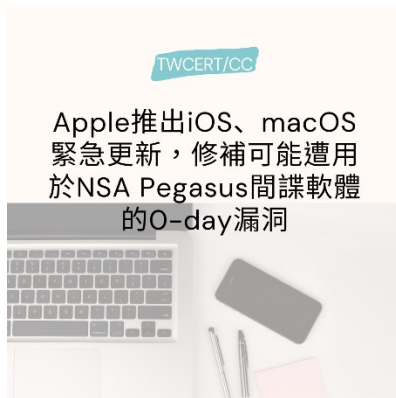 TWCERT/CC
Apple推出iOS、macOS
緊急更新，修補可能遭用
於NSA Pegasus間諜軟體
的0-day漏洞